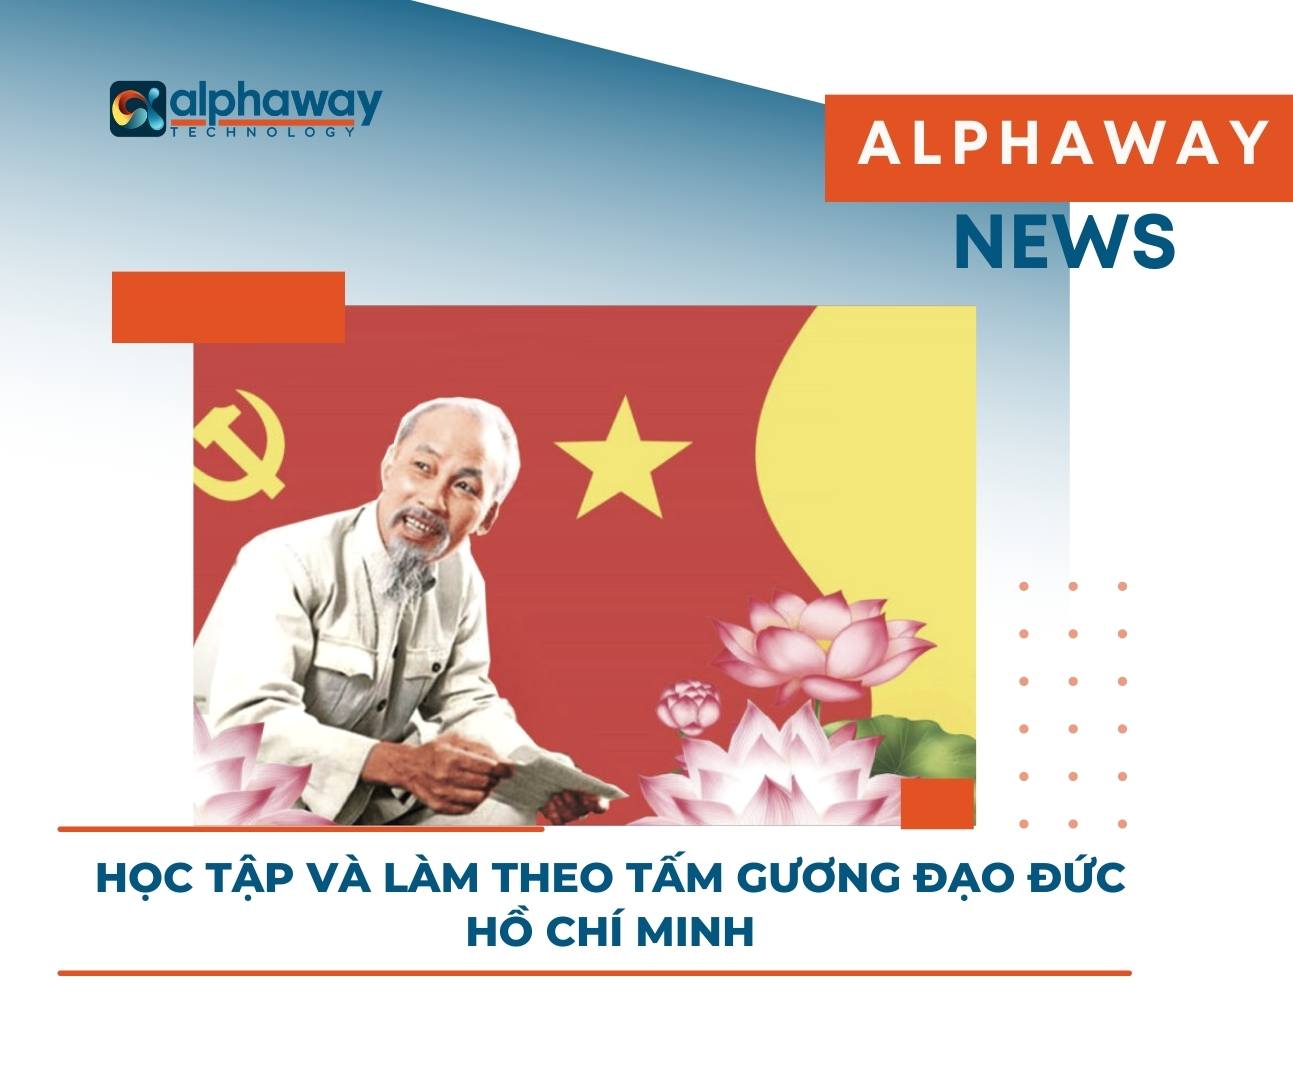 alphaway
TECHNOLOGY
ALPHAWAY
NEWS
HỌC TẬP VÀ LÀM THEO TẤM GƯƠNG ĐẠO ĐỨC
HỒ CHÍ MINH